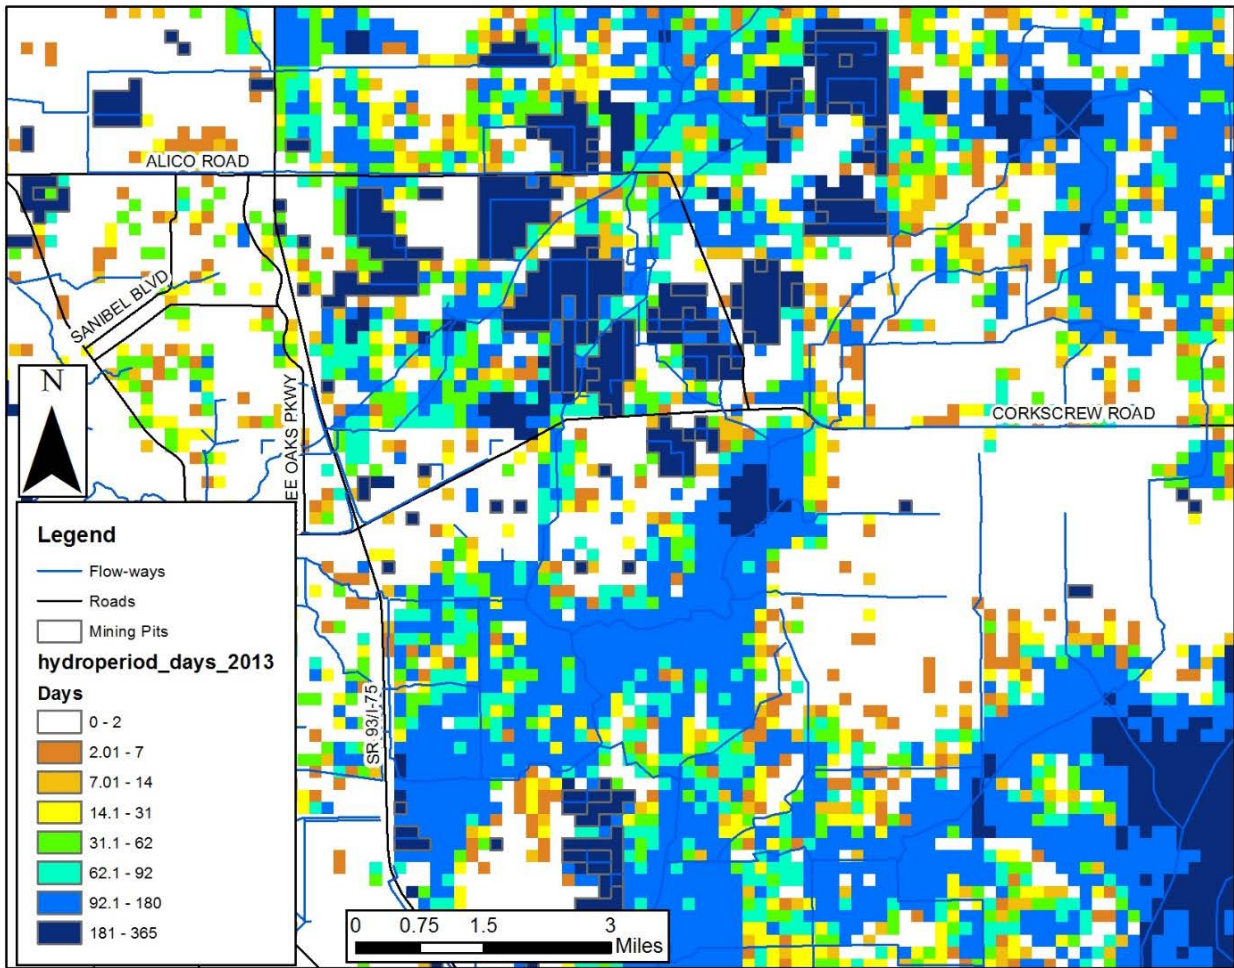 ALICO ROAD
SANIBEL BLVD
N
EE OAKS PKWY
CORKSCREW ROAD
SR 93/I-75
Legend
Flow-ways
Roads
Mining Pits
hydroperiod_days_2013
Days
0 - 2
2.01 - 7
7.01 - 14
14.1 - 31
31.1 - 62
62.1 - 92
92.1 - 180
181 - 365
0 0.75 1.5 3
Miles